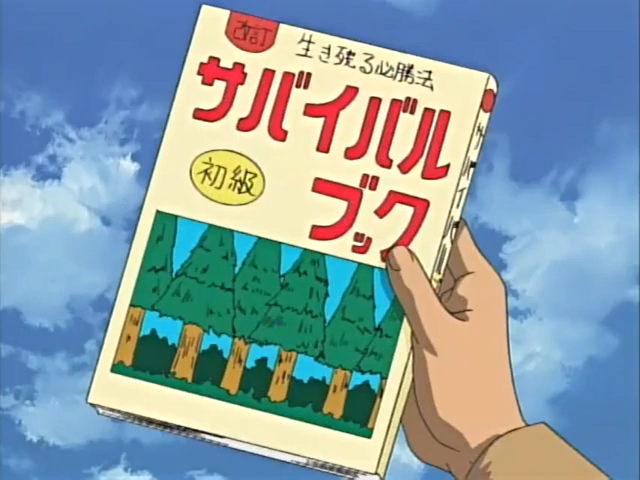 改訂
生き残る必勝法
サバイバル
ブック
初級